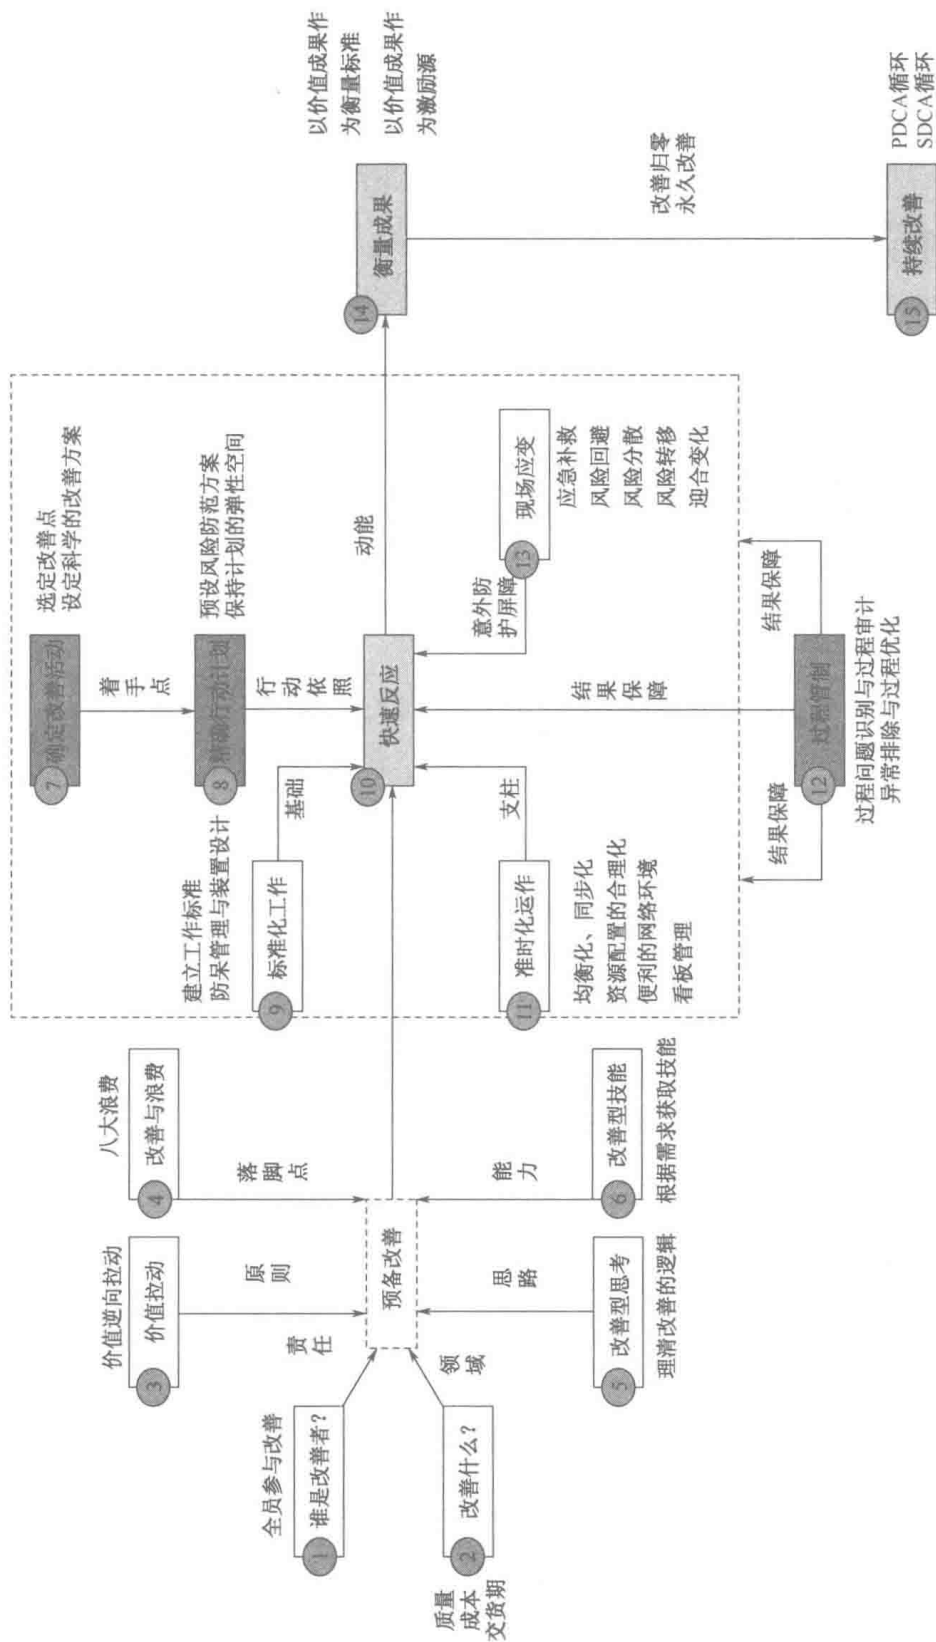 全员参与改善
① 谁是改善者？
责任
质量
成本
交货期
② 改善什么？
领域
价值逆向拉动
③ 价值拉动
原则
八大浪费
④ 改善与浪费
落脚点
⑤ 改善型思考
理清改善的逻辑
思路
⑥ 改善型技能
根据需求获取技能
能力
预备改善
选定改善点
设定科学的改善方案
⑦ 确定改善活动
着手点
预设风险防范方案
保持计划的弹性空间
⑧ 精确行动计划
行动依照
建立工作标准
防呆管理与装置设计
⑨ 标准化工作
基础
⑩ 快速反应
⑪ 准时化运作
支柱
均衡化、同步化
资源配置的合理化
便利的网络环境
看板管理
⑫ 过程管制
结果保障
结果保障
结果保障
过程问题识别与过程审计
异常排除与过程优化
⑬ 现场应变
意外防
护屏障
应急补救
风险回避
风险分散
风险转移
迎合变化
动能
以价值成果作
为衡量标准
以价值成果作
为激励源
⑭ 衡量成果
改善归零
永久改善
⑮ 持续改善
PDCA循环
SDCA循环